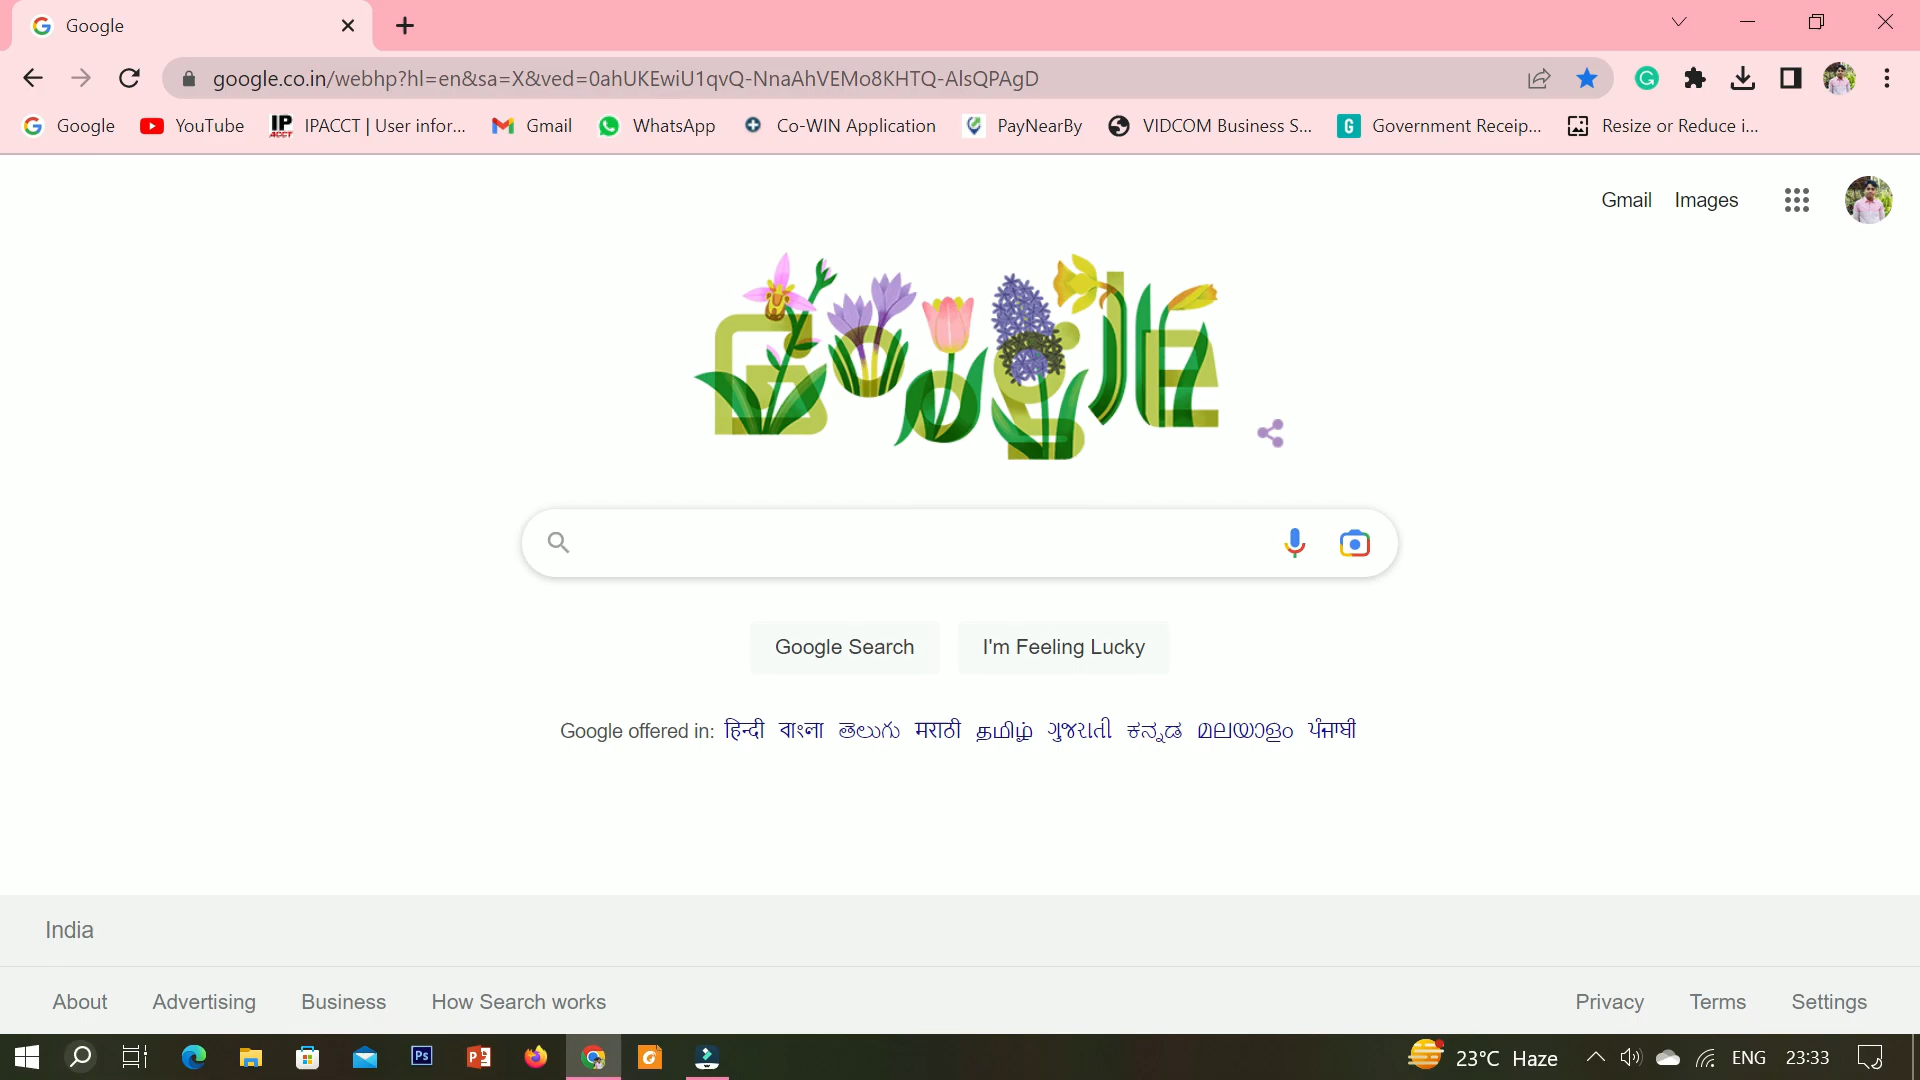 Google
google.co.in/webhp?hl=en&sa=X&ved=0ahUKEwiU1qvQ-NnaAhVEMo8KHTQ-AlsQPAgD
Google YouTube IPACCT | User infor... Gmail WhatsApp Co-WIN Application PayNearBy VIDCOM Business S... Government Receip... Resize or Reduce i...
Gmail Images
Google
Google Search I'm Feeling Lucky
Google offered in: हिन्दी বাংলা తెలుగు मराठी தமிழ் ગુજરાતી ಕನ್ನಡ മലയാളം ਪੰਜਾਬੀ
India
About Advertising Business How Search works Privacy Terms Settings
23°C Haze ENG 23:33